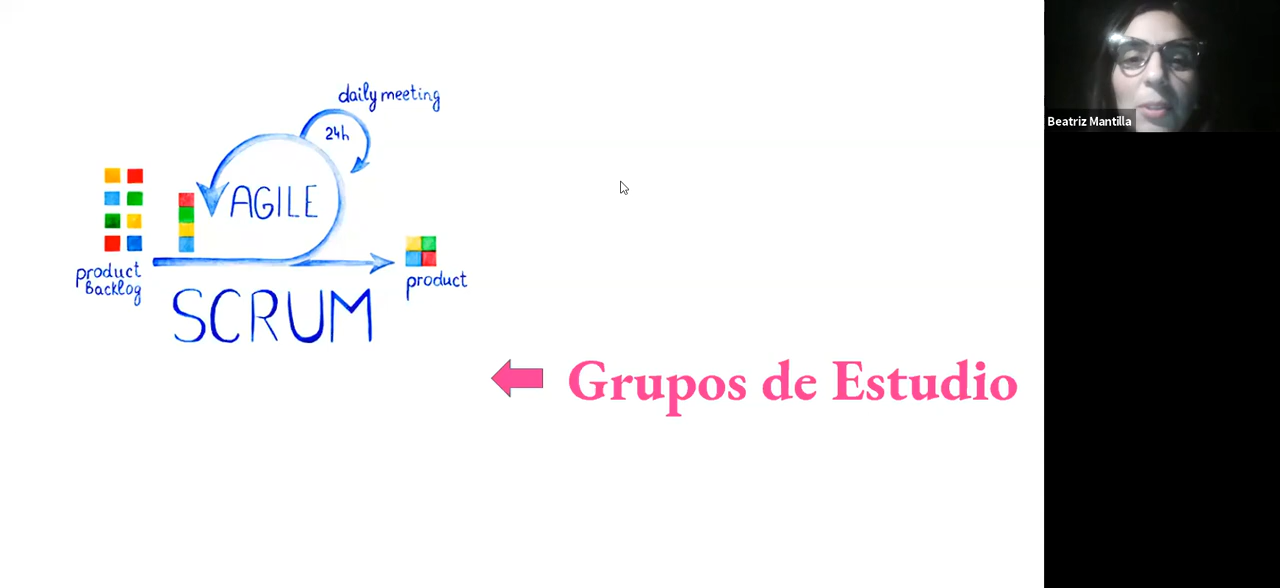 daily meeting
24h
AGILE
product
backlog
product
SCRUM
Grupos de Estudio
Beatriz Mantilla